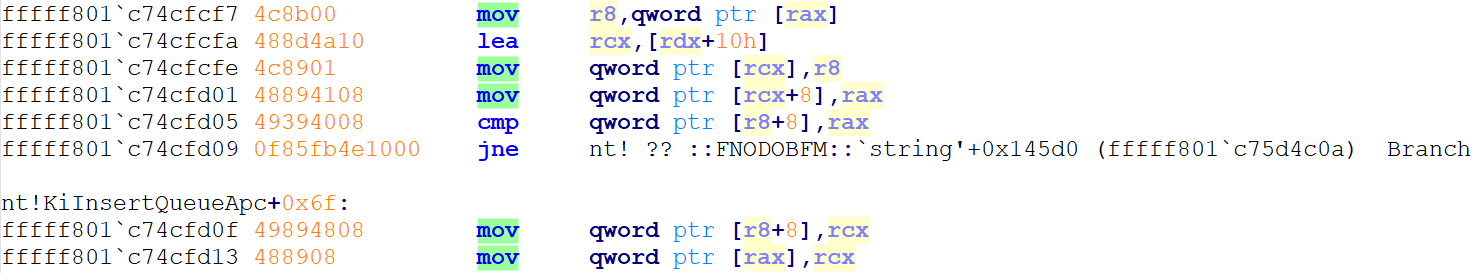 fffff801`c74cfcf7 4c8b00 mov r8,qword ptr [rax]
fffff801`c74cfcfa 488d4a10 lea rcx,[rdx+10h]
fffff801`c74cfcfe 4c8901 mov qword ptr [rcx],r8
fffff801`c74cfd01 48894108 mov qword ptr [rcx+8],rax
fffff801`c74cfd05 49394008 cmp qword ptr [r8+8],rax
fffff801`c74cfd09 0f85fb4e1000 jne nt! ?? ::FNODOBFM::`string'+0x145d0 (fffff801`c75d4c0a) Branch
nt!KiInsertQueueApc+0x6f:
fffff801`c74cfd0f 49894808 mov qword ptr [r8+8],rcx
fffff801`c74cfd13 488908 mov qword ptr [rax],rcx